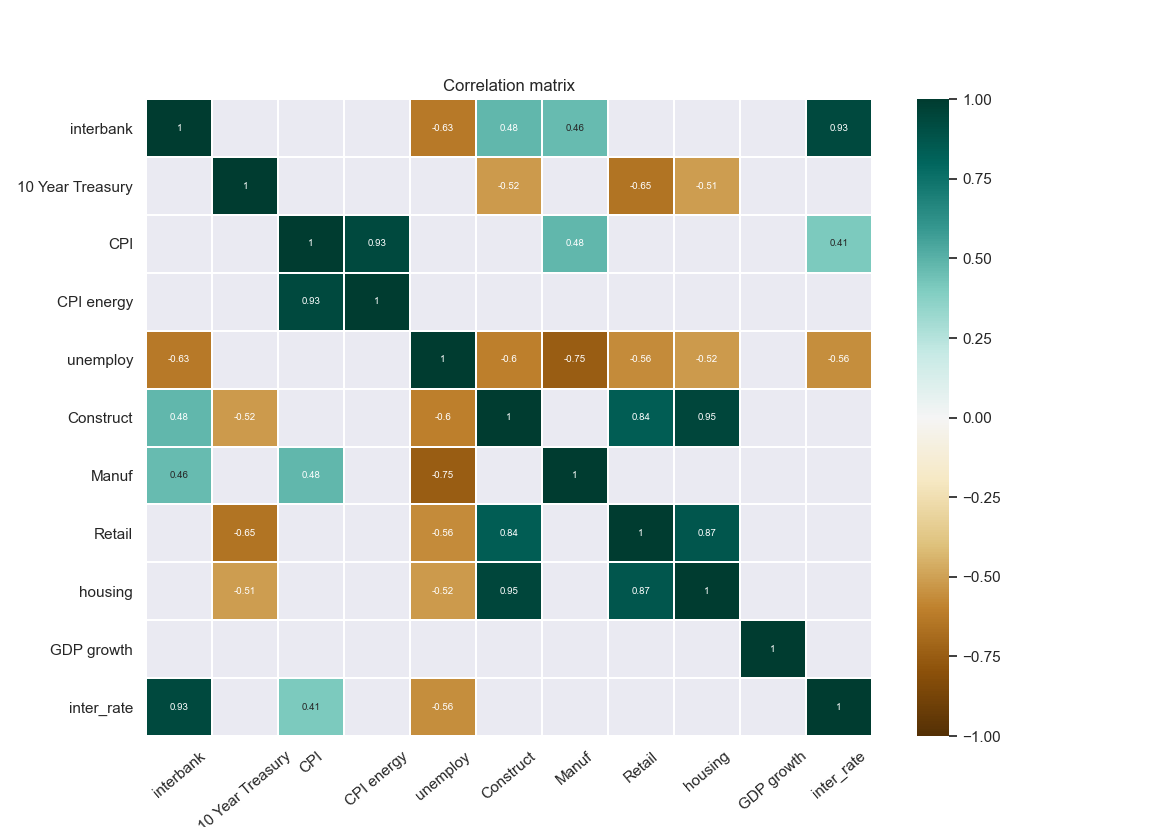 Correlation matrix
interbank 1 -0.63 0.48 0.46 0.93
10 Year Treasury 1 -0.52 -0.65 -0.51
CPI 1 0.93 0.48 0.41
CPI energy 0.93 1
unemploy -0.63 1 -0.6 -0.75 -0.56 -0.52 -0.56
Construct 0.48 -0.52 -0.6 1 0.84 0.95
Manuf 0.46 0.48 -0.75 1
Retail -0.65 -0.56 0.84 1 0.87
housing -0.51 -0.52 0.95 0.87 1
GDP growth 1
inter_rate 0.93 0.41 -0.56 1
interbank 10 Year Treasury CPI CPI energy unemploy Construct Manuf Retail housing GDP growth inter_rate
1.00
0.75
0.50
0.25
0.00
−0.25
−0.50
−0.75
−1.00